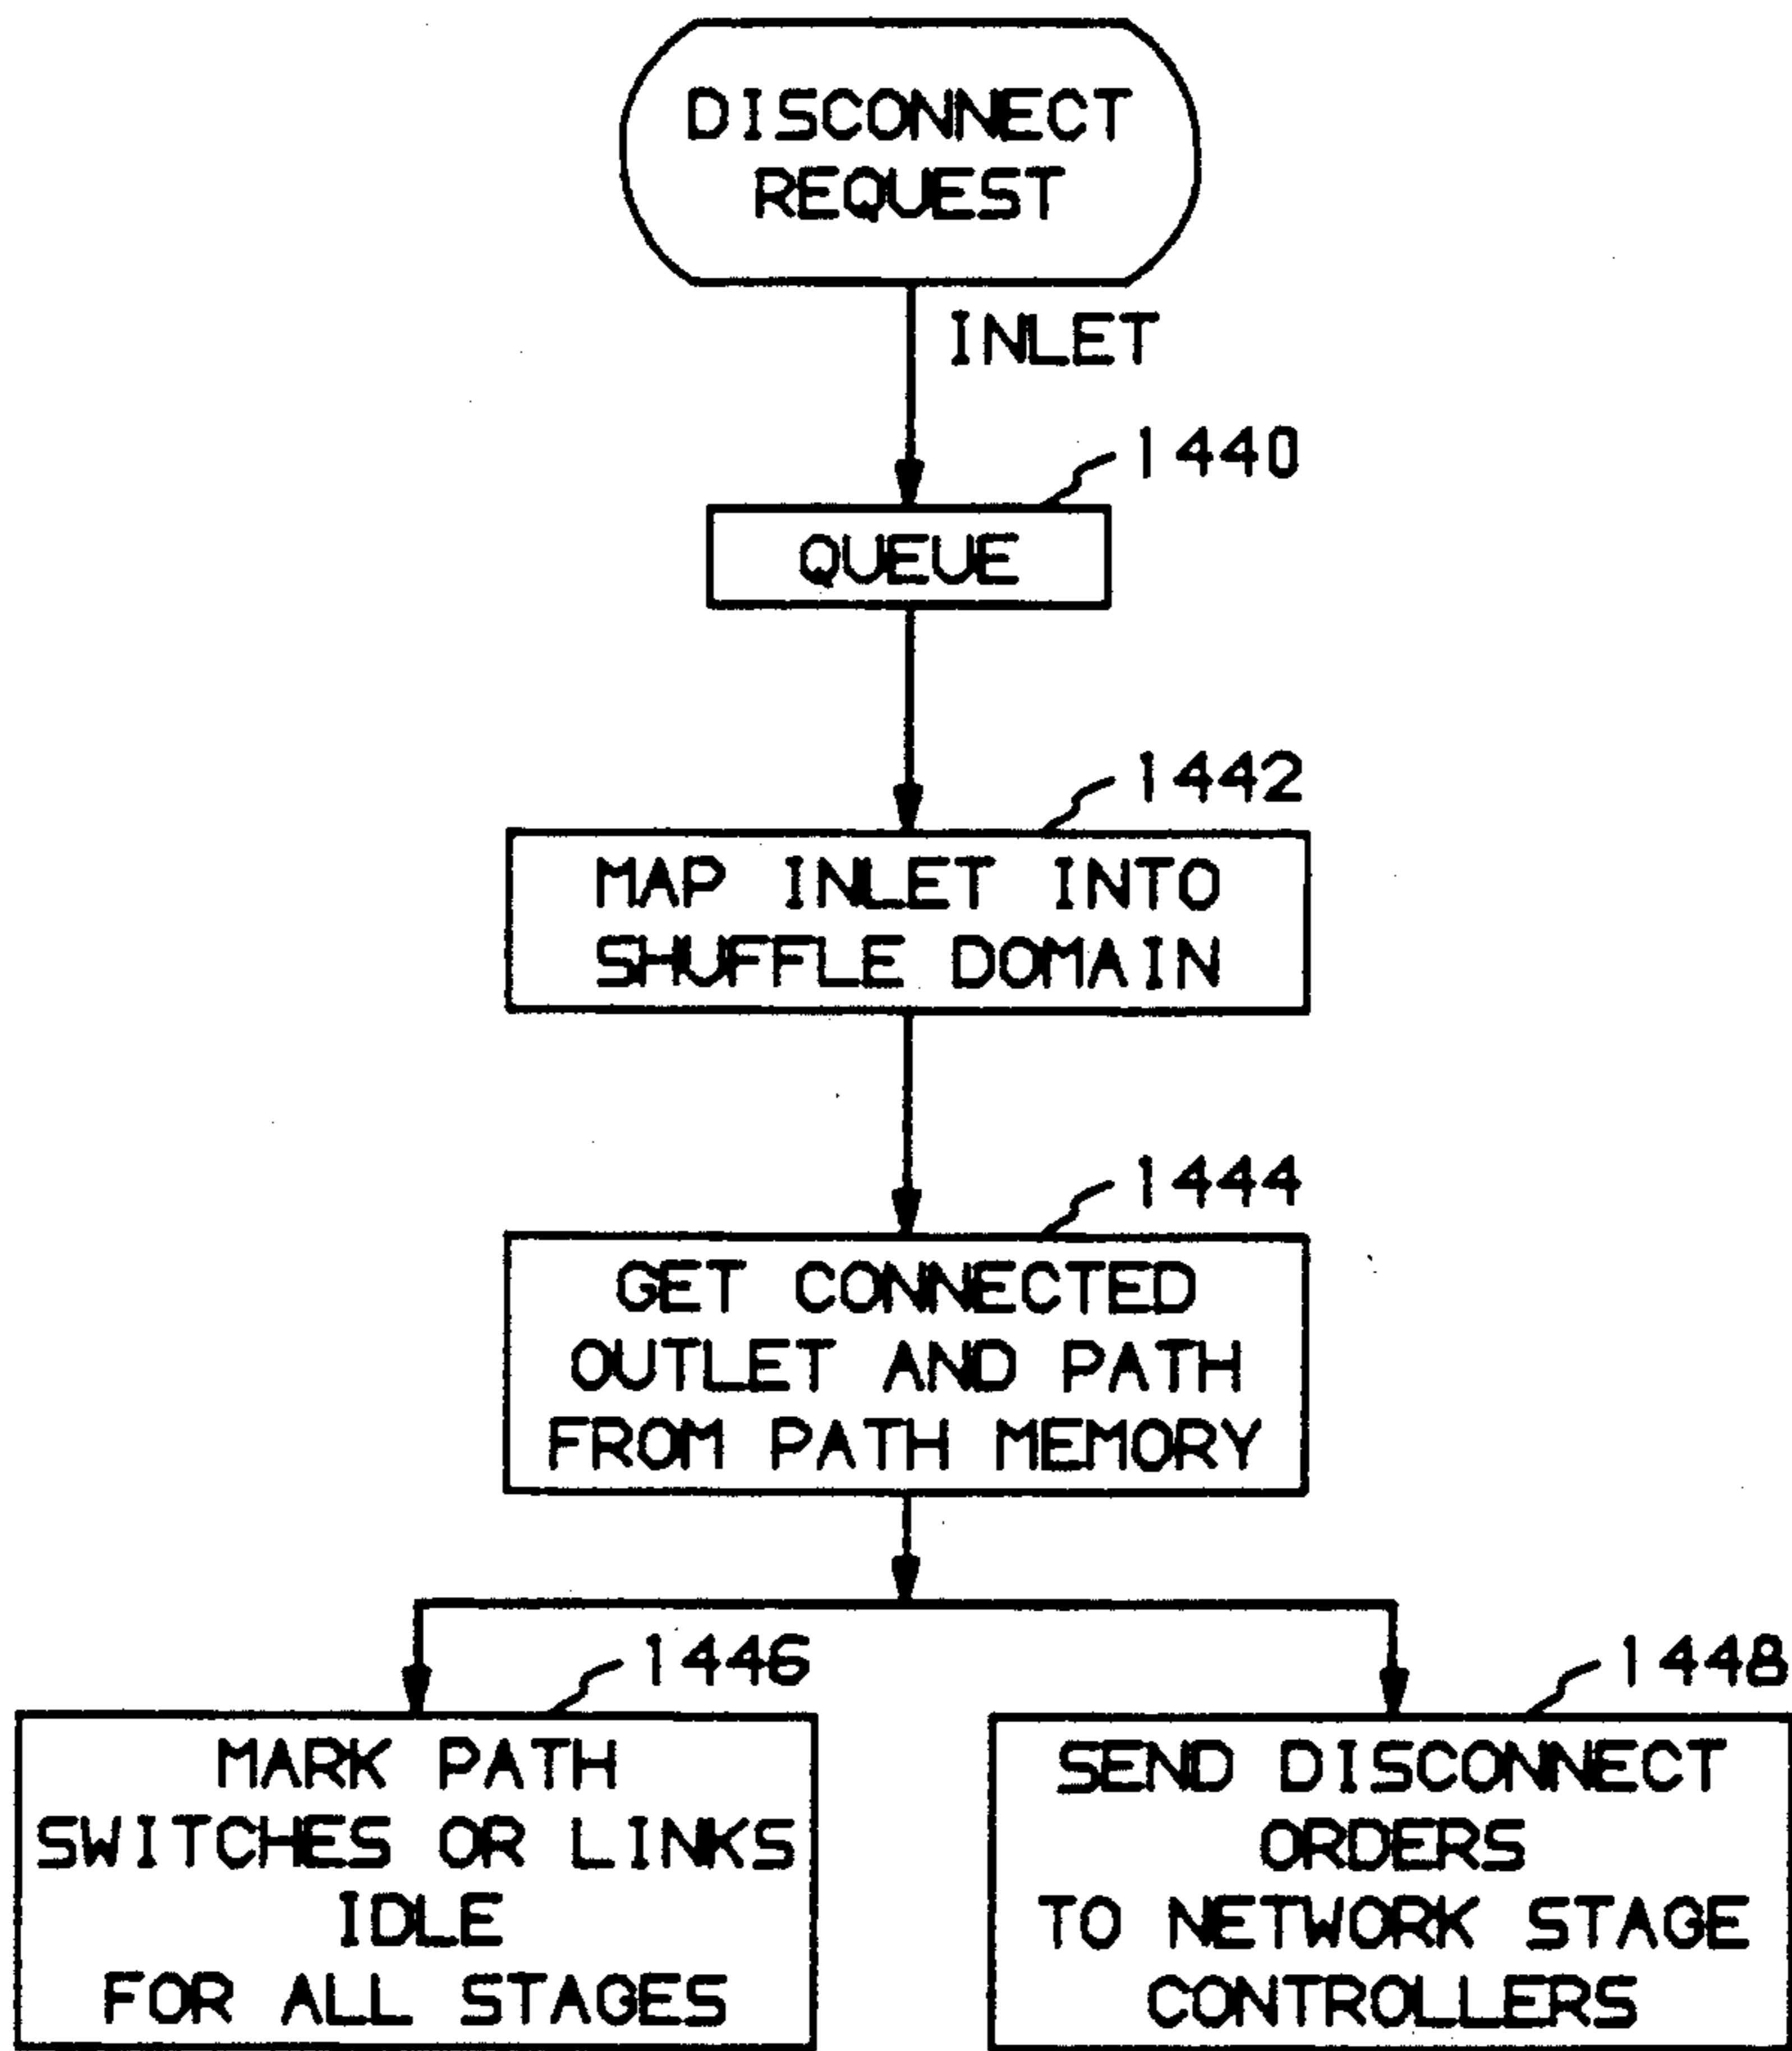 DISCONNECT
REQUEST
INLET
1440
QUEUE
1442
MAP INLET INTO
SHUFFLE DOMAIN
1444
GET CONNECTED
OUTLET AND PATH
FROM PATH MEMORY
1446
MARK PATH
SWITCHES OR LINKS
IDLE
FOR ALL STAGES
1448
SEND DISCONNECT
ORDERS
TO NETWORK STAGE
CONTROLLERS